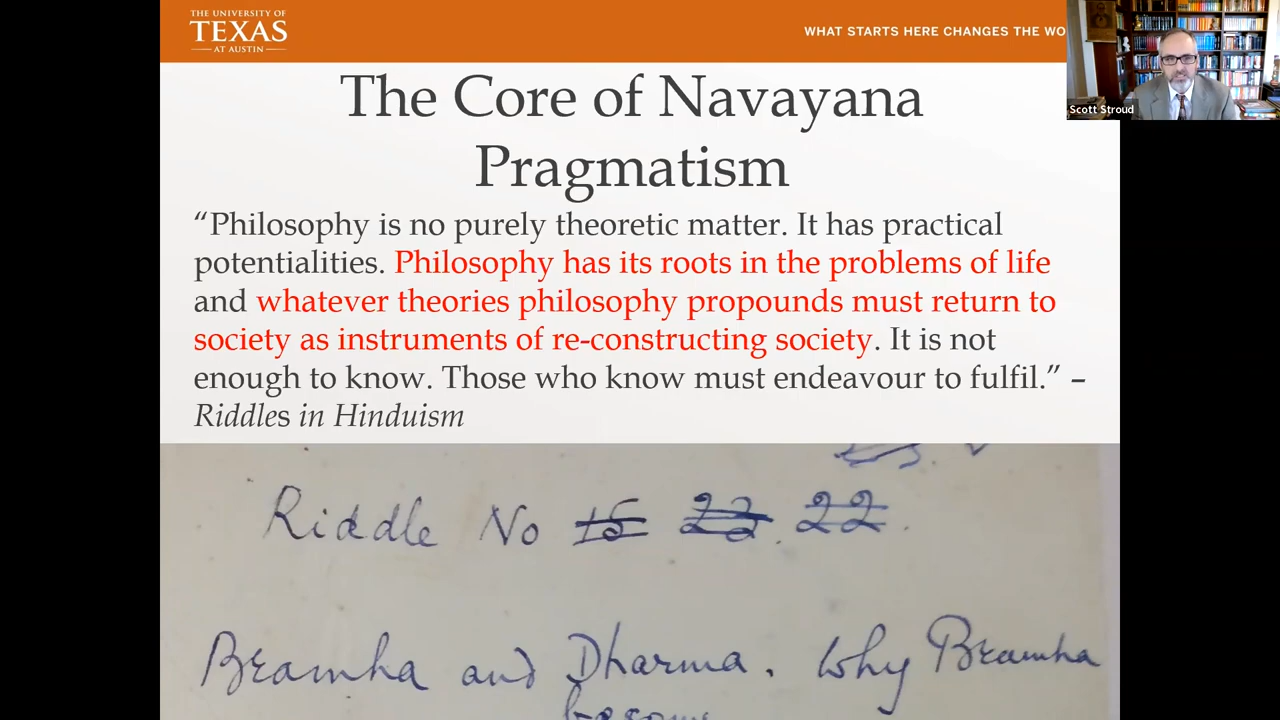 THE UNIVERSITY OF
TEXAS
AT AUSTIN
WHAT STARTS HERE CHANGES THE WO
Scott Stroud
The Core of Navayana
Pragmatism
“Philosophy is no purely theoretic matter. It has practical
potentialities. Philosophy has its roots in the problems of life
and whatever theories philosophy propounds must return to
society as instruments of re-constructing society. It is not
enough to know. Those who know must endeavour to fulfil.” –
Riddles in Hinduism
Riddle No 15 23. 22.
Bramha and Dharma. Why Bramha